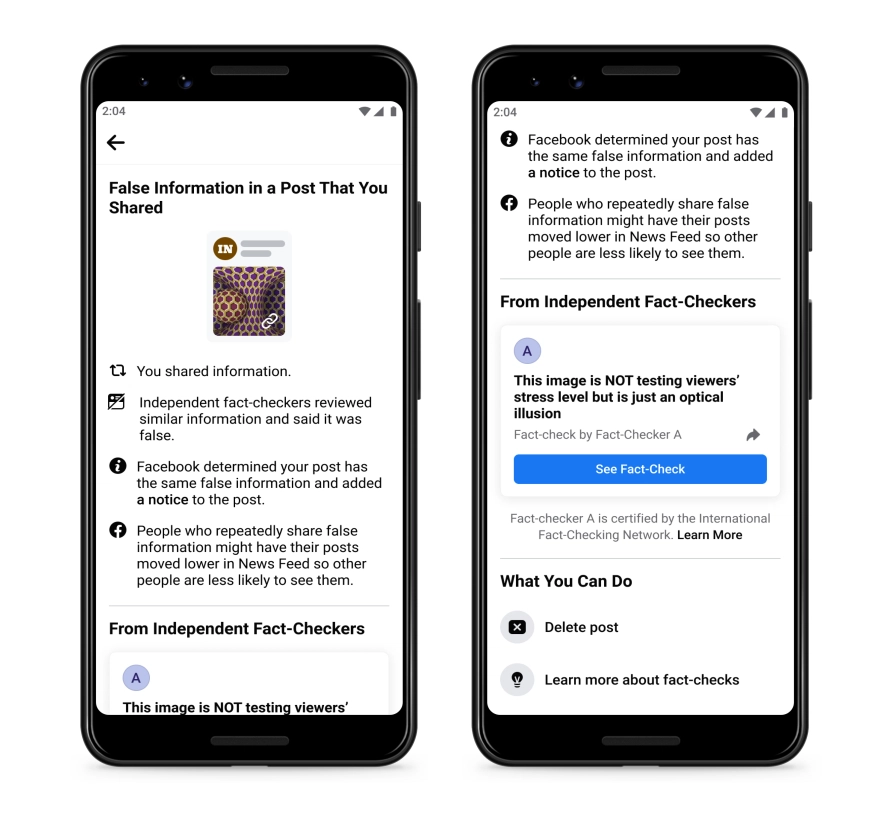 2:04
False Information in a Post That You
Shared
IN
You shared information.
Independent fact-checkers reviewed
similar information and said it was
false.
Facebook determined your post has
the same false information and added
a notice to the post.
People who repeatedly share false
information might have their posts
moved lower in News Feed so other
people are less likely to see them.
From Independent Fact-Checkers
A
This image is NOT testing viewers’
2:04
Facebook determined your post has
the same false information and added
a notice to the post.
People who repeatedly share false
information might have their posts
moved lower in News Feed so other
people are less likely to see them.
From Independent Fact-Checkers
A
This image is NOT testing viewers’
stress level but is just an optical
illusion
Fact-check by Fact-Checker A
See Fact-Check
Fact-checker A is certified by the International
Fact-Checking Network. Learn More
What You Can Do
Delete post
Learn more about fact-checks